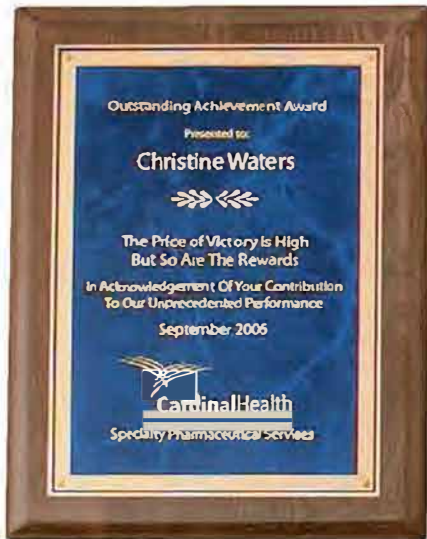 Outstanding Achievement Award
Presented to:
Christine Waters
The Price of Victory Is High
But So Are The Rewards
In Acknowledgement Of Your Contribution
To Our Unprecedented Performance
September 2006
CardinalHealth
Specialty Pharmaceutical Services